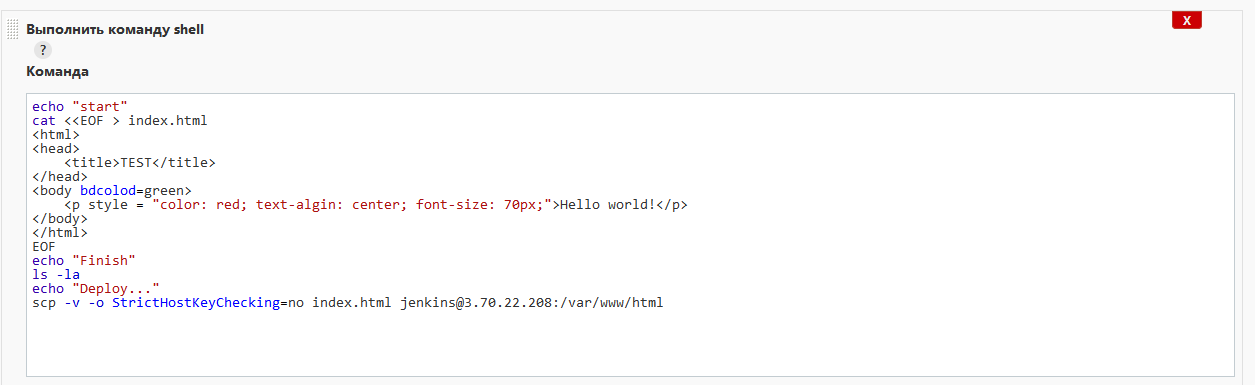 Выполнить команду shell
X
?
Команда
echo "start"
cat <<EOF > index.html
<html>
<head>
    <title>TEST</title>
</head>
<body bdcolod=green>
    <p style = "color: red; text-algin: center; font-size: 70px;">Hello world!</p>
</body>
</html>
EOF
echo "Finish"
ls -la
echo "Deploy..."
scp -v -o StrictHostKeyChecking=no index.html jenkins@3.70.22.208:/var/www/html